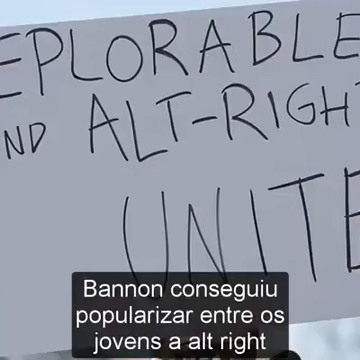 EPLORABLE
ND ALT-RIGHT
UNITE
Bannon conseguiu
popularizar entre os
jovens a alt right